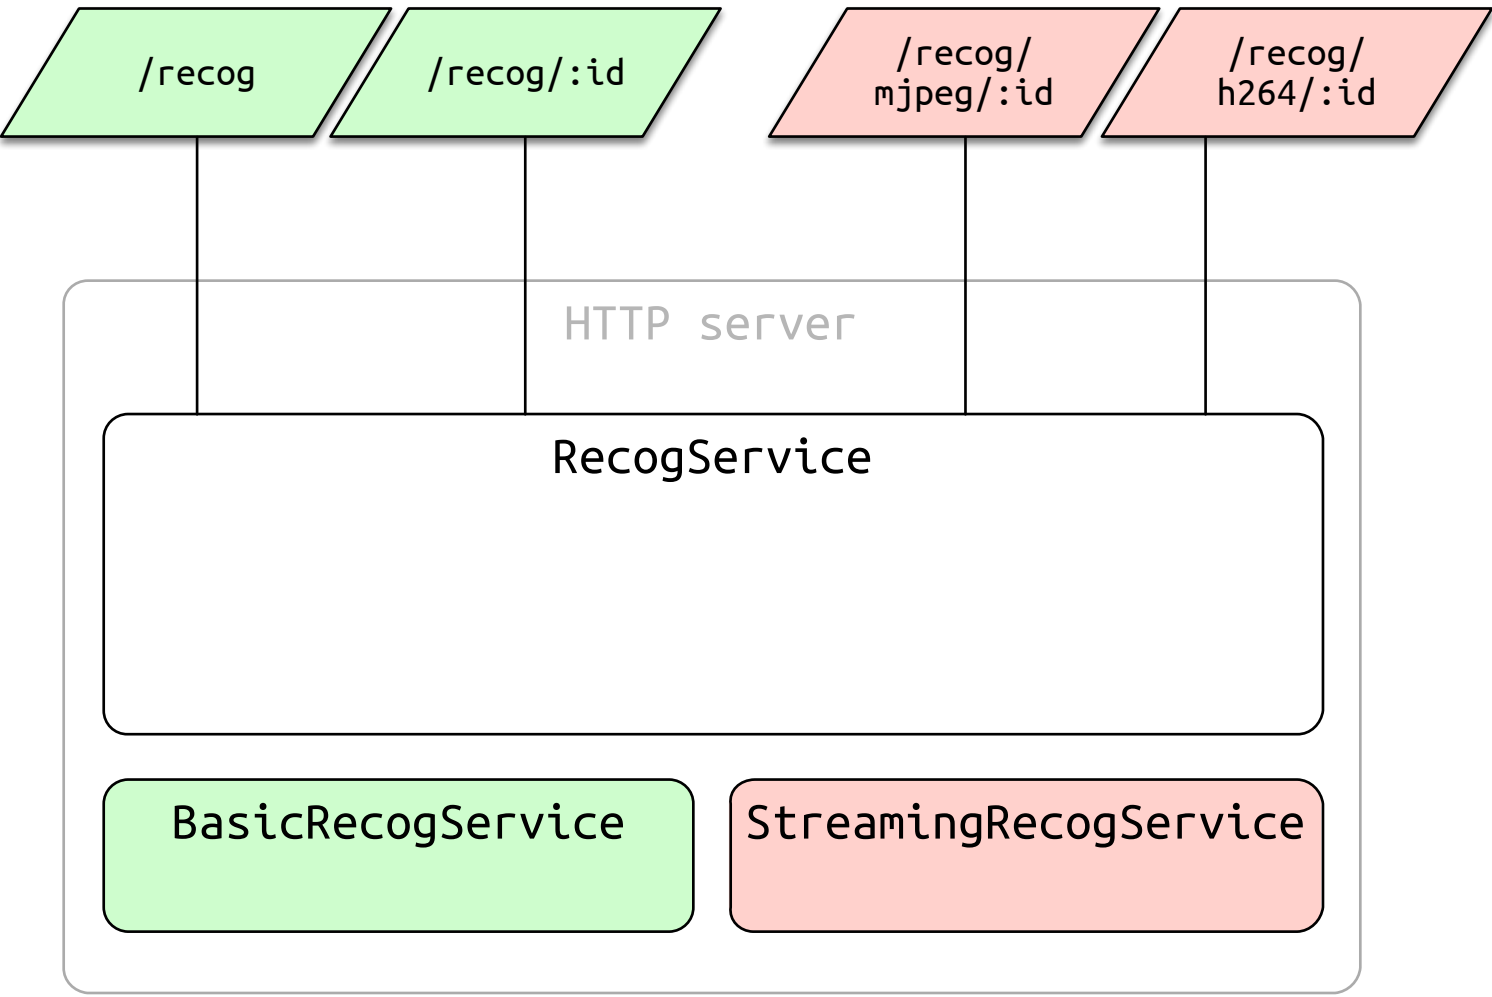 /recog
/recog/:id
/recog/
mjpeg/:id
/recog/
h264/:id
HTTP server
RecogService
BasicRecogService
StreamingRecogService